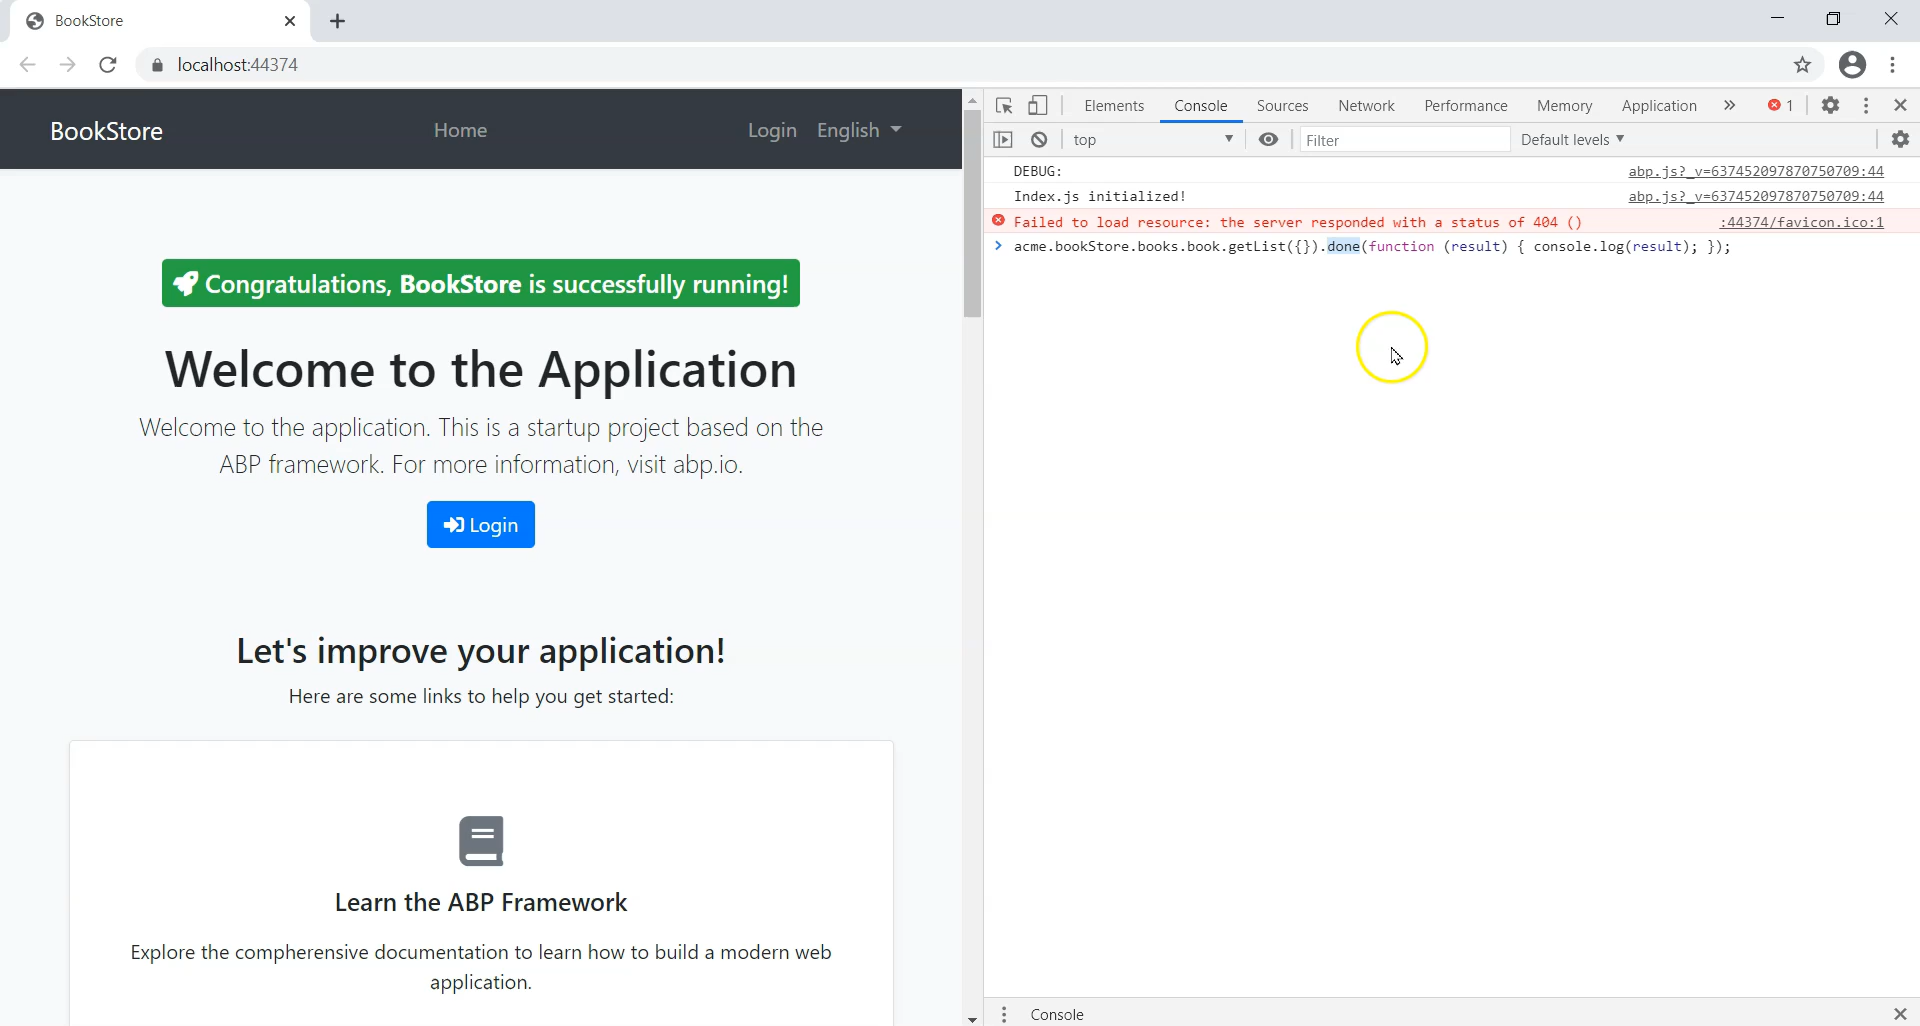 BookStore
localhost:44374
BookStore
Home
Login
English
Congratulations, BookStore is successfully running!
Welcome to the Application
Welcome to the application. This is a startup project based on the
ABP framework. For more information, visit abp.io.
Login
Let's improve your application!
Here are some links to help you get started:
Learn the ABP Framework
Explore the compherensive documentation to learn how to build a modern web
application.
Elements Console Sources Network Performance Memory Application » 1
top Filter Default levels
DEBUG: abp.js?_v=637452097870750709:44
Index.js initialized! abp.js?_v=637452097870750709:44
Failed to load resource: the server responded with a status of 404 () :44374/favicon.ico:1
> acme.bookStore.books.book.getList({}).done(function (result) { console.log(result); });
Console